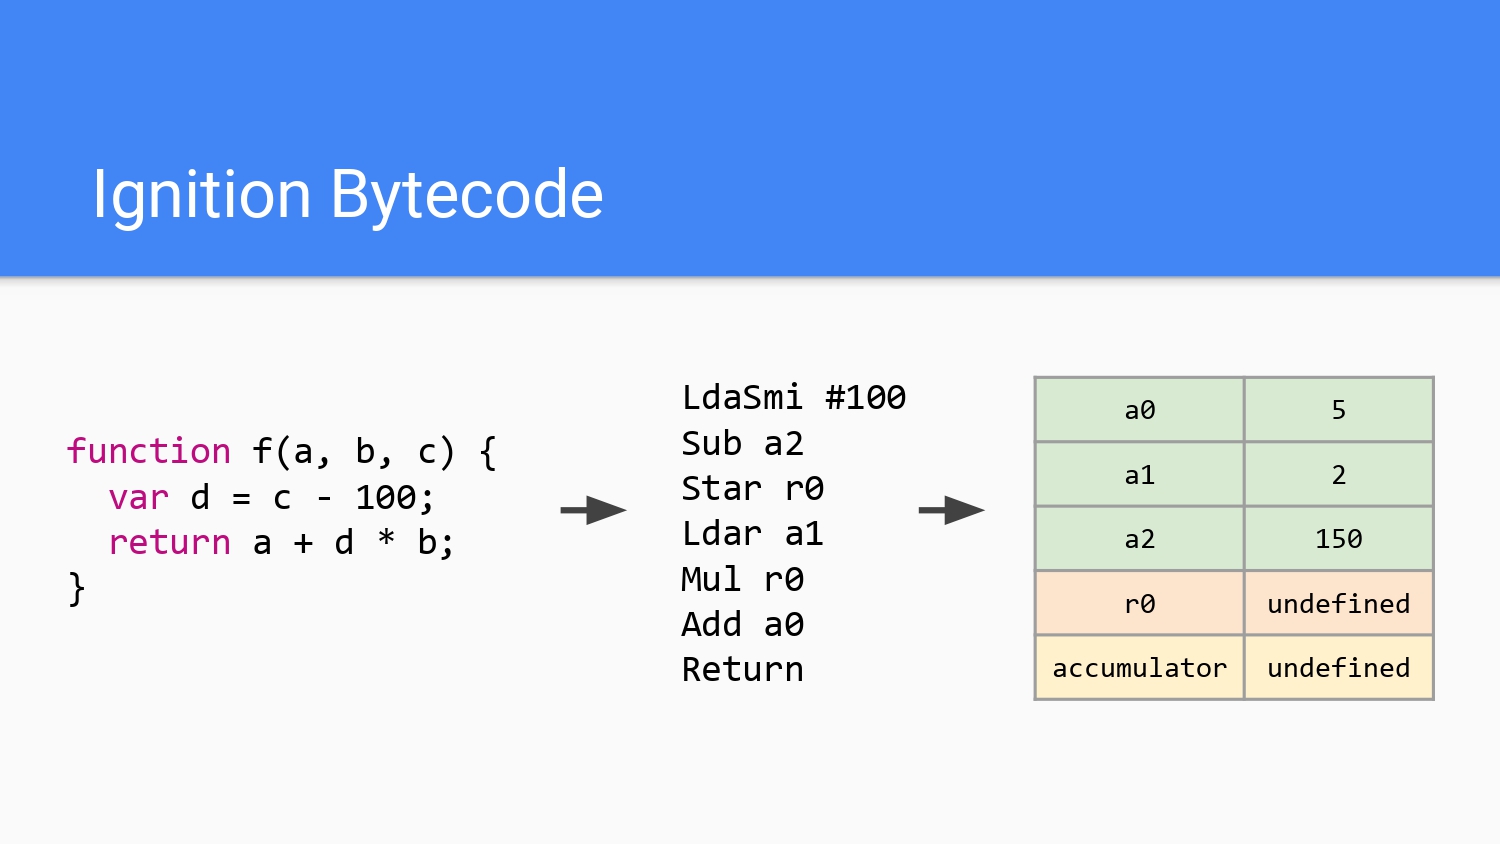 Ignition Bytecode
function f(a, b, c) {
  var d = c - 100;
  return a + d * b;
}
LdaSmi #100
Sub a2
Star r0
Ldar a1
Mul r0
Add a0
Return
a0 5
a1 2
a2 150
r0 undefined
accumulator undefined